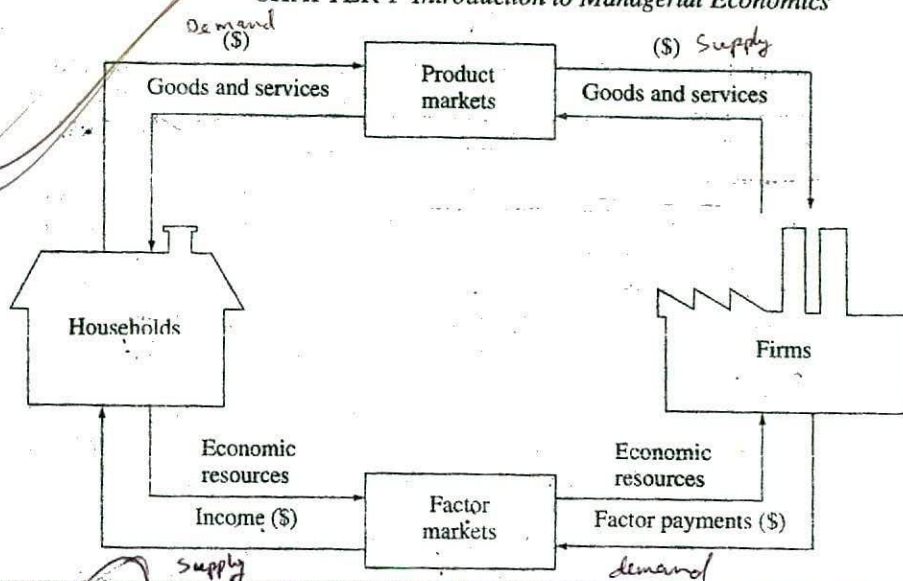 CHAPTER 1 Introduction to Managerial Economics
Demand
($)
Goods and services
Product
markets
($) Supply
Goods and services
Households
Firms
Economic
resources
Income ($)
Supply
Factor
markets
Economic
resources
Factor payments ($)
demand